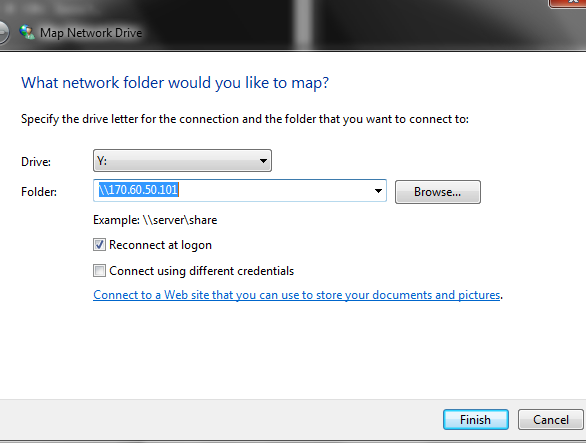 Map Network Drive
What network folder would you like to map?
Specify the drive letter for the connection and the folder that you want to connect to:
Drive: Y:
Folder: \\170.60.50.101 Browse...
Example: \\server\share
Reconnect at logon
Connect using different credentials
Connect to a Web site that you can use to store your documents and pictures.
Finish Cancel